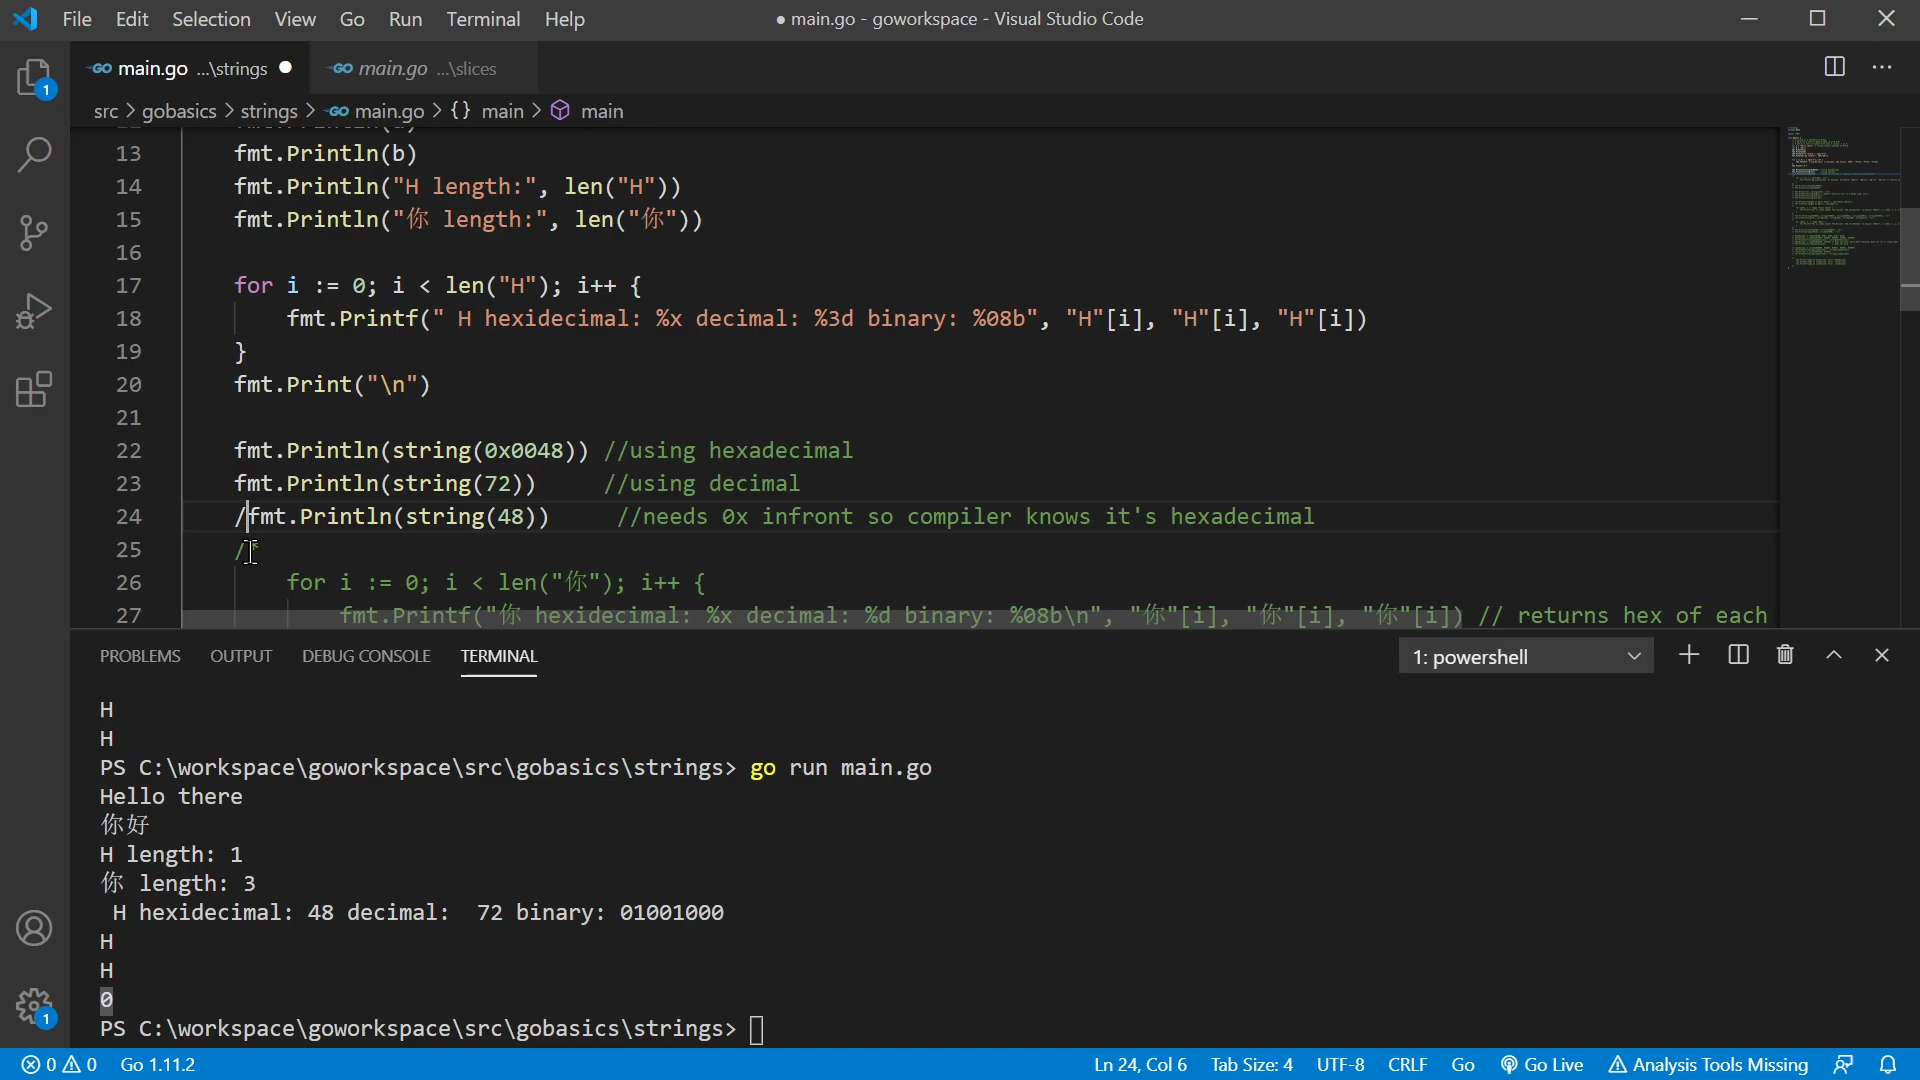 File Edit Selection View Go Run Terminal Help
● main.go - goworkspace - Visual Studio Code
GO main.go ...\strings ●
GO main.go ...\slices
src > gobasics > strings > GO main.go > {} main > main
13 fmt.Println(b)
14 fmt.Println("H length:", len("H"))
15 fmt.Println("你 length:", len("你"))
16
17 for i := 0; i < len("H"); i++ {
18 fmt.Printf(" H hexidecimal: %x decimal: %3d binary: %08b", "H"[i], "H"[i], "H"[i])
19 }
20 fmt.Print("\n")
21
22 fmt.Println(string(0x0048)) //using hexadecimal
23 fmt.Println(string(72)) //using decimal
24 /fmt.Println(string(48)) //needs 0x infront so compiler knows it's hexadecimal
25 /*
26 for i := 0; i < len("你"); i++ {
27 fmt.Printf("你 hexidecimal: %x decimal: %d binary: %08b\n", "你"[i], "你"[i], "你"[i]) // returns hex of each
PROBLEMS OUTPUT DEBUG CONSOLE TERMINAL
1: powershell
H
H
PS C:\workspace\goworkspace\src\gobasics\strings> go run main.go
Hello there
你好
H length: 1
你 length: 3
H hexidecimal: 48 decimal:  72 binary: 01001000
H
H
0
PS C:\workspace\goworkspace\src\gobasics\strings>
1
1
0 0 Go 1.11.2
Ln 24, Col 6 Tab Size: 4 UTF-8 CRLF Go Go Live Analysis Tools Missing